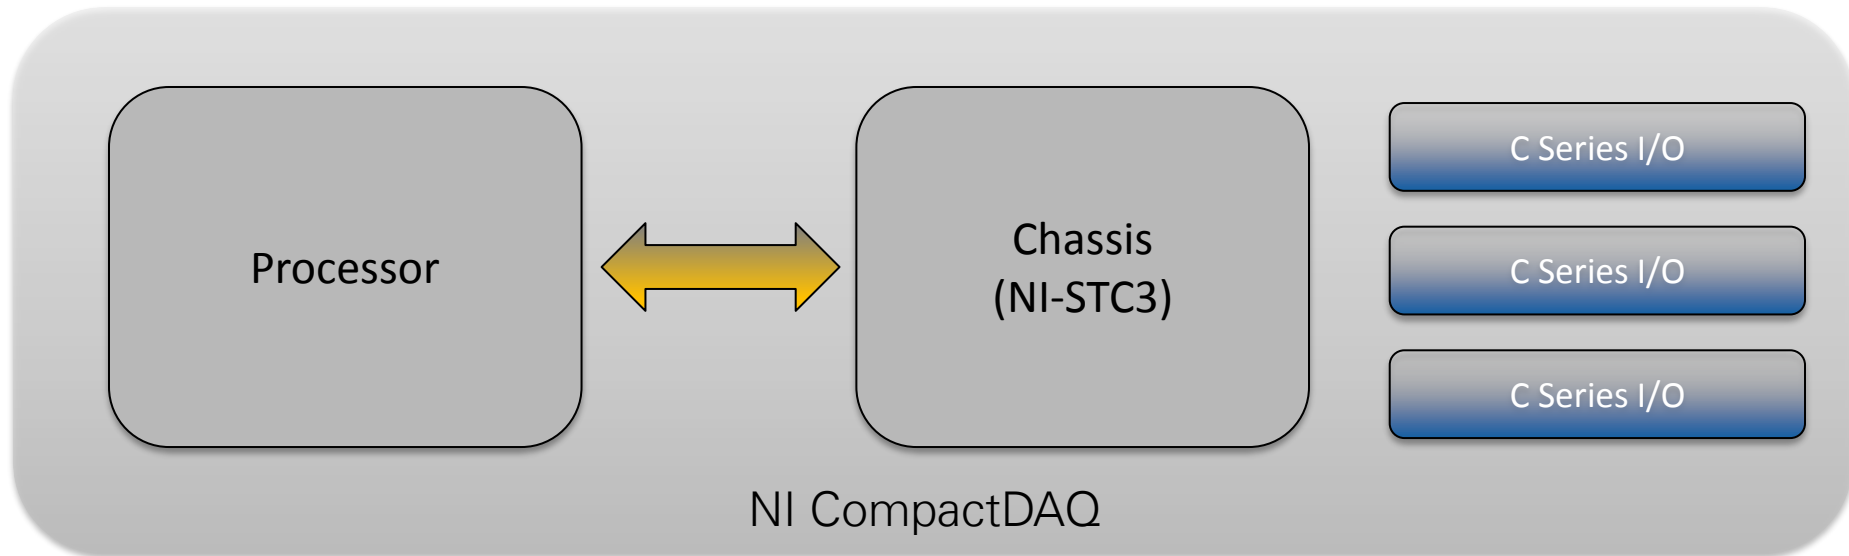 Processor
Chassis
(NI-STC3)
C Series I/O
C Series I/O
C Series I/O
NI CompactDAQ